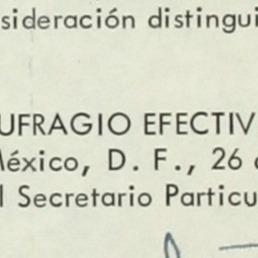 sideración distingui
UFRAGIO EFECTIV
México, D. F., 26
l Secretario Particu